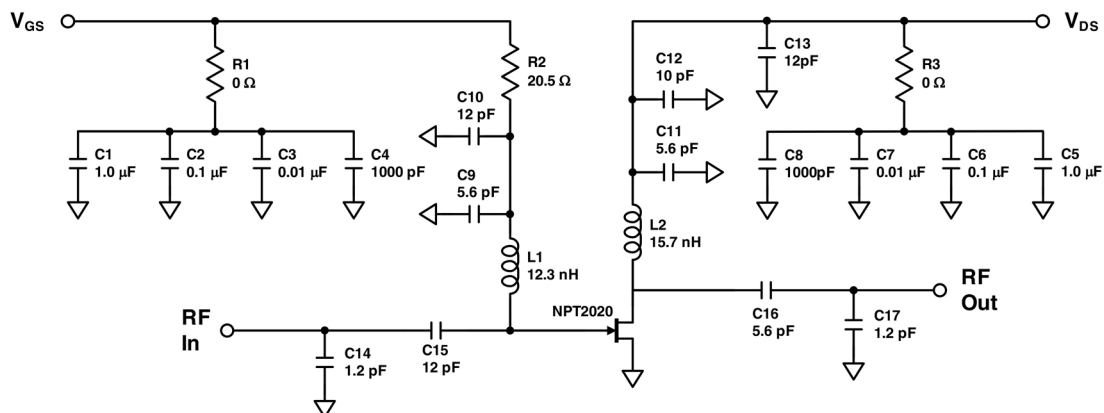 V_GS
V_DS
R1
0 Ω
R2
20.5 Ω
C13
12pF
R3
0 Ω
C12
10 pF
C10
12 pF
C11
5.6 pF
C1
1.0 µF
C2
0.1 µF
C3
0.01 µF
C4
1000 pF
C9
5.6 pF
C8
1000pF
C7
0.01 µF
C6
0.1 µF
C5
1.0 µF
L2
15.7 nH
L1
12.3 nH
RF
In
NPT2020
RF
Out
C16
5.6 pF
C17
1.2 pF
C14
1.2 pF
C15
12 pF